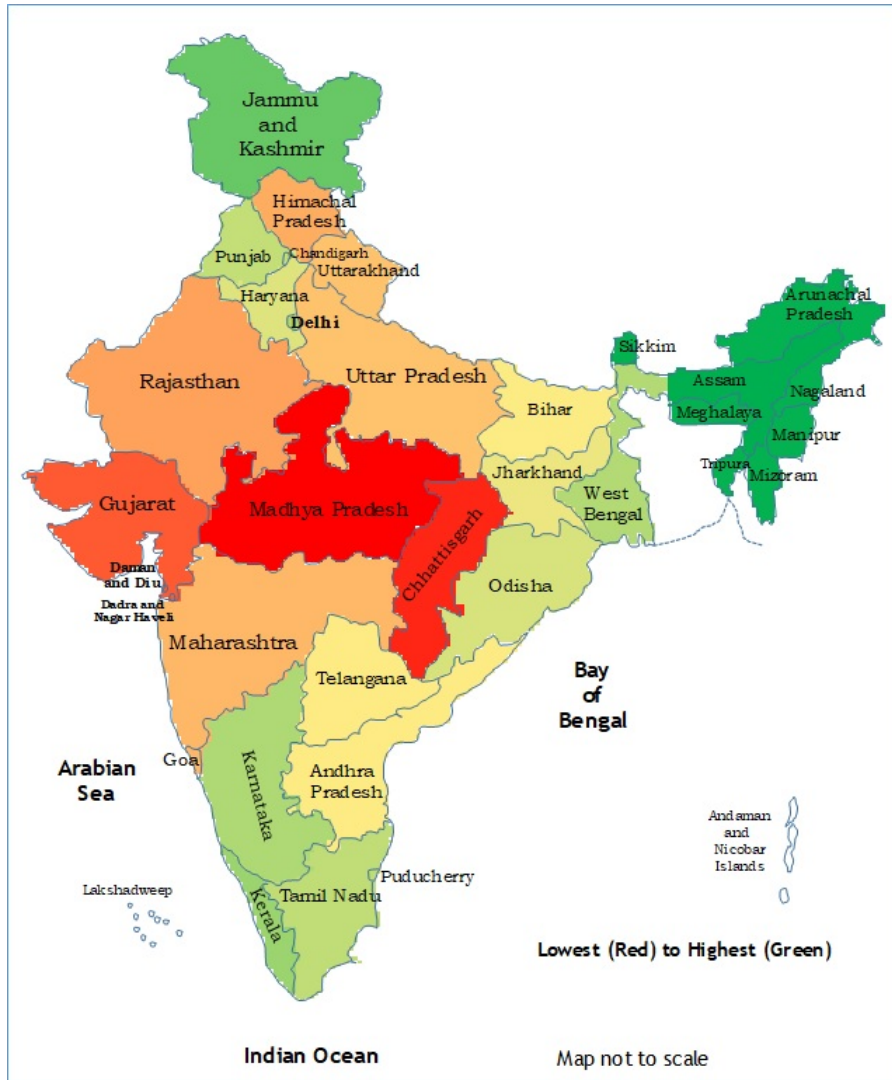 Jammu
and
Kashmir
Himachal
Pradesh
Chandigarh
Punjab
Uttarakhand
Haryana
Delhi
Arunachal
Pradesh
Sikkim
Rajasthan
Uttar Pradesh
Assam
Nagaland
Bihar
Meghalaya
Manipur
Jharkhand
Tripura
Mizoram
Gujarat
Madhya Pradesh
West
Bengal
Chhattisgarh
Daman
and Diu
Odisha
Dadra and
Nagar Haveli
Maharashtra
Telangana
Bay
of
Bengal
Goa
Arabian
Sea
Karnataka
Andhra
Pradesh
Andaman
and
Nicobar
Islands
Puducherry
Lakshadweep
Kerala
Tamil Nadu
Lowest (Red) to Highest (Green)
Indian Ocean
Map not to scale